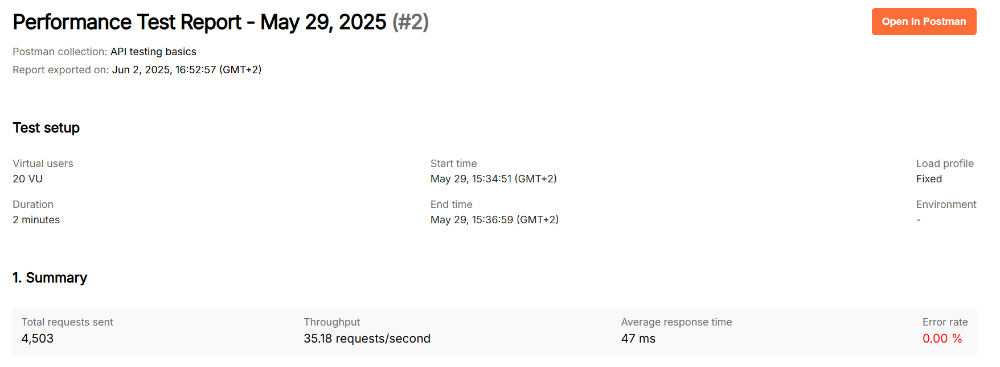 Performance Test Report - May 29, 2025 (#2)
Open in Postman
Postman collection: API testing basics
Report exported on: Jun 2, 2025, 16:52:57 (GMT+2)
Test setup
Virtual users
20 VU
Start time
May 29, 15:34:51 (GMT+2)
Load profile
Fixed
Duration
2 minutes
End time
May 29, 15:36:59 (GMT+2)
Environment
-
1. Summary
Total requests sent
4,503
Throughput
35.18 requests/second
Average response time
47 ms
Error rate
0.00 %